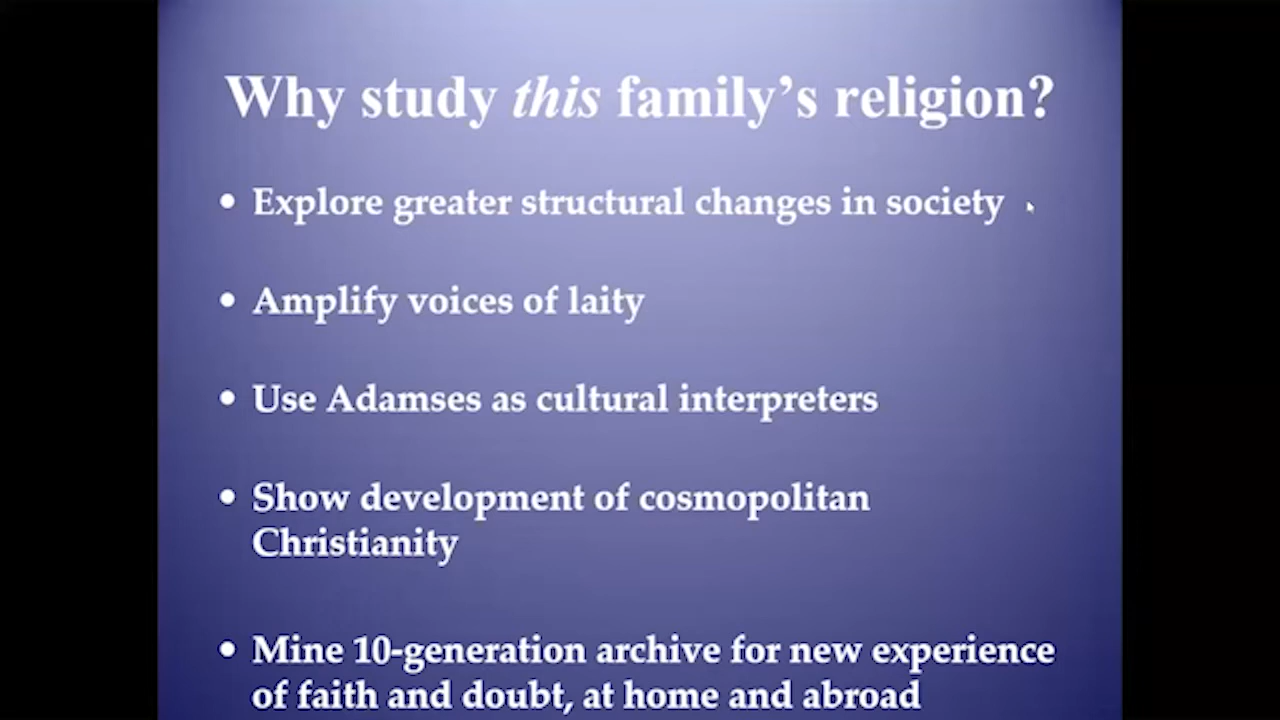 Why study this family's religion?
• Explore greater structural changes in society
• Amplify voices of laity
• Use Adamses as cultural interpreters
• Show development of cosmopolitan
Christianity
• Mine 10-generation archive for new experience
of faith and doubt, at home and abroad